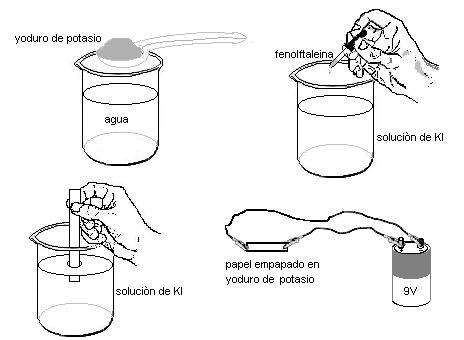 yoduro de potasio
agua
fenolftaleina
soluciòn de KI
soluciòn de KI
papel empapado en
yoduro de potasio
9V